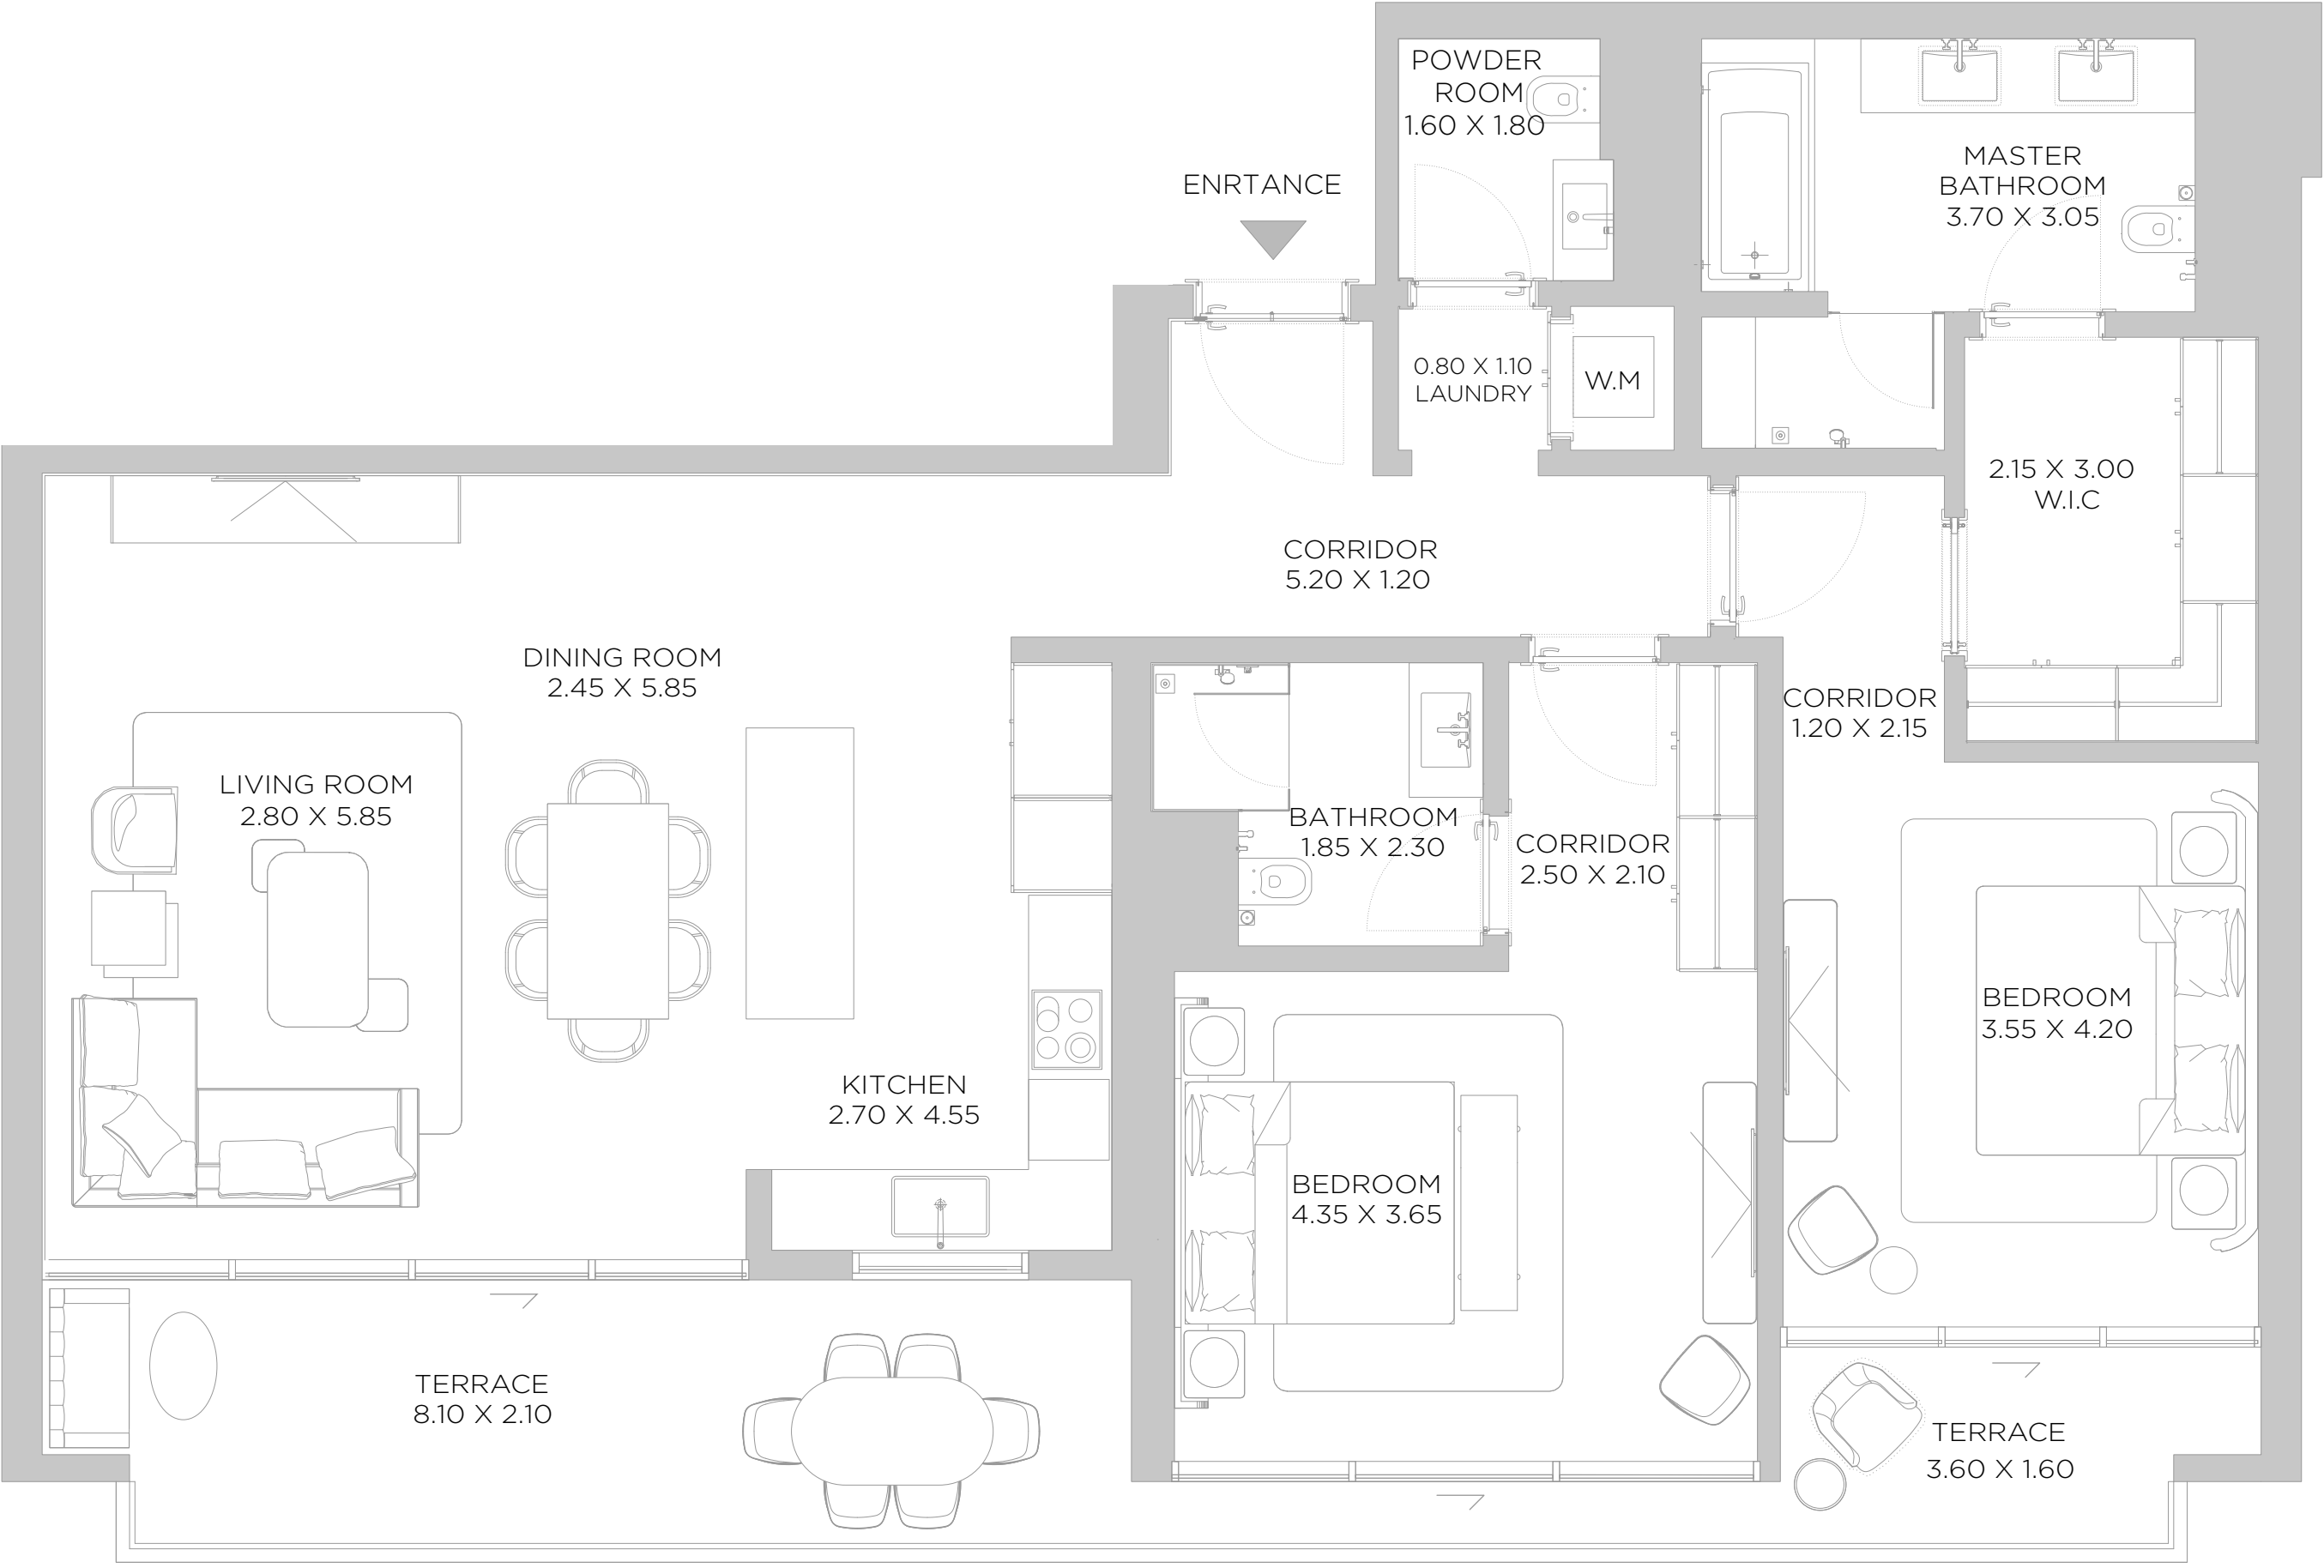 POWDER
ROOM
1.60 X 1.80
MASTER
BATHROOM
3.70 X 3.05
ENRTANCE
0.80 X 1.10
LAUNDRY
W.M
2.15 X 3.00
W.I.C
CORRIDOR
5.20 X 1.20
DINING ROOM
2.45 X 5.85
CORRIDOR
1.20 X 2.15
LIVING ROOM
2.80 X 5.85
BATHROOM
1.85 X 2.30
CORRIDOR
2.50 X 2.10
BEDROOM
3.55 X 4.20
KITCHEN
2.70 X 4.55
BEDROOM
4.35 X 3.65
TERRACE
8.10 X 2.10
TERRACE
3.60 X 1.60